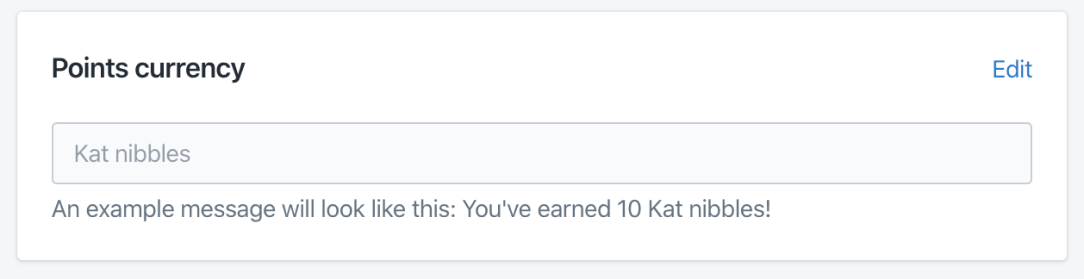 Points currency
Edit
Kat nibbles
An example message will look like this: You've earned 10 Kat nibbles!